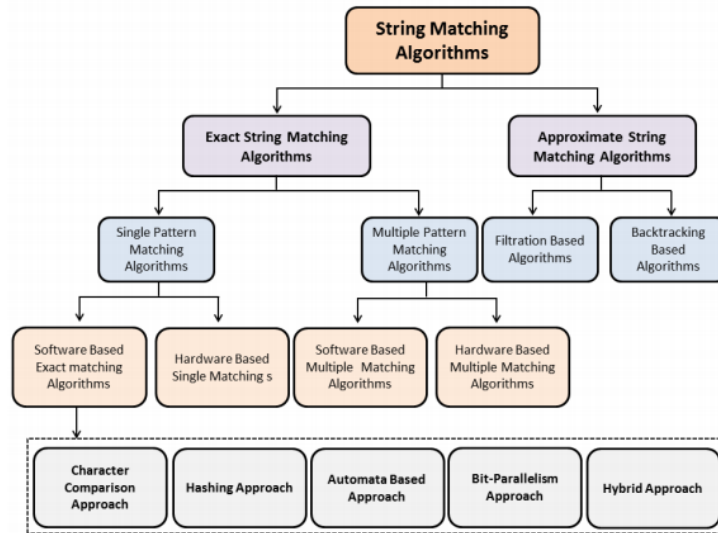 String Matching
Algorithms
Exact String Matching
Algorithms
Approximate String
Matching Algorithms
Single Pattern
Matching
Algorithms
Multiple Pattern
Matching
Algorithms
Filtration Based
Algorithms
Backtracking
Based
Algorithms
Software Based
Exact matching
Algorithms
Hardware Based
Single Matching s
Software Based
Multiple Matching
Algorithms
Hardware Based
Multiple Matching
Algorithms
Character
Comparison
Approach
Hashing Approach
Automata Based
Approach
Bit-Parallelism
Approach
Hybrid Approach